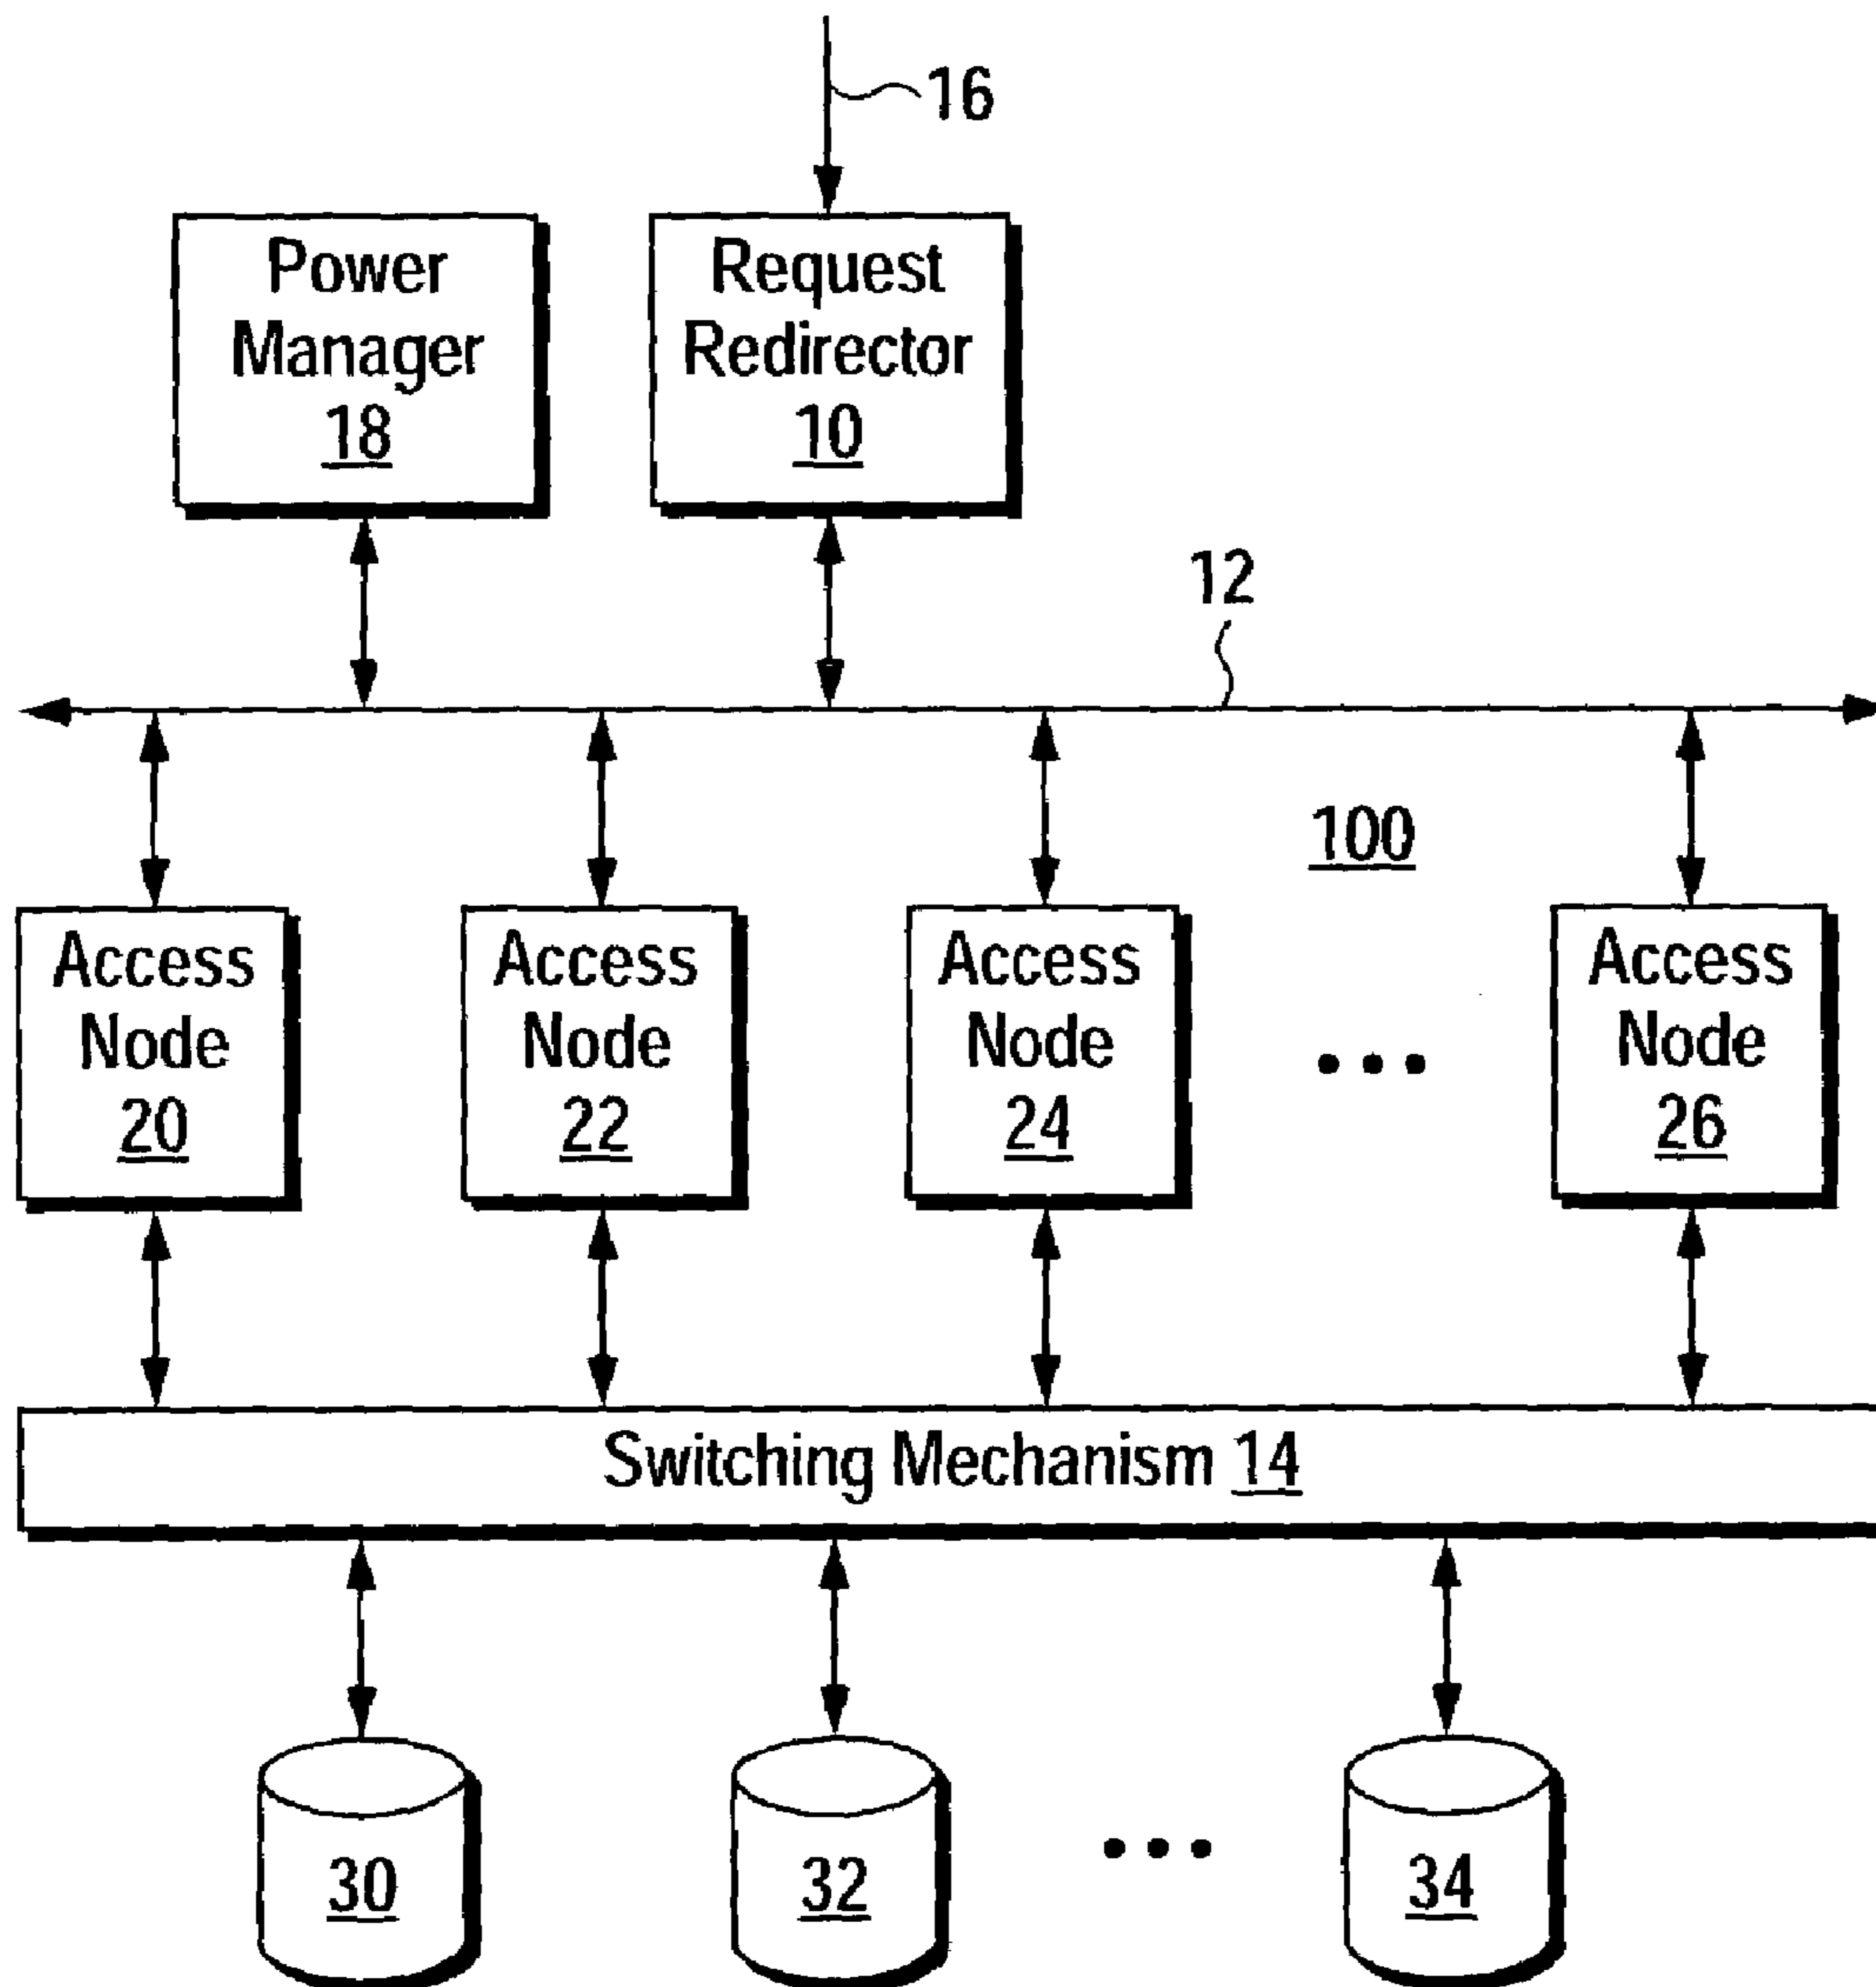 16
Power
Manager
18
Request
Redirector
10
12
100
Access
Node
20
Access
Node
22
Access
Node
24
Access
Node
26
Switching Mechanism 14
30
32
34